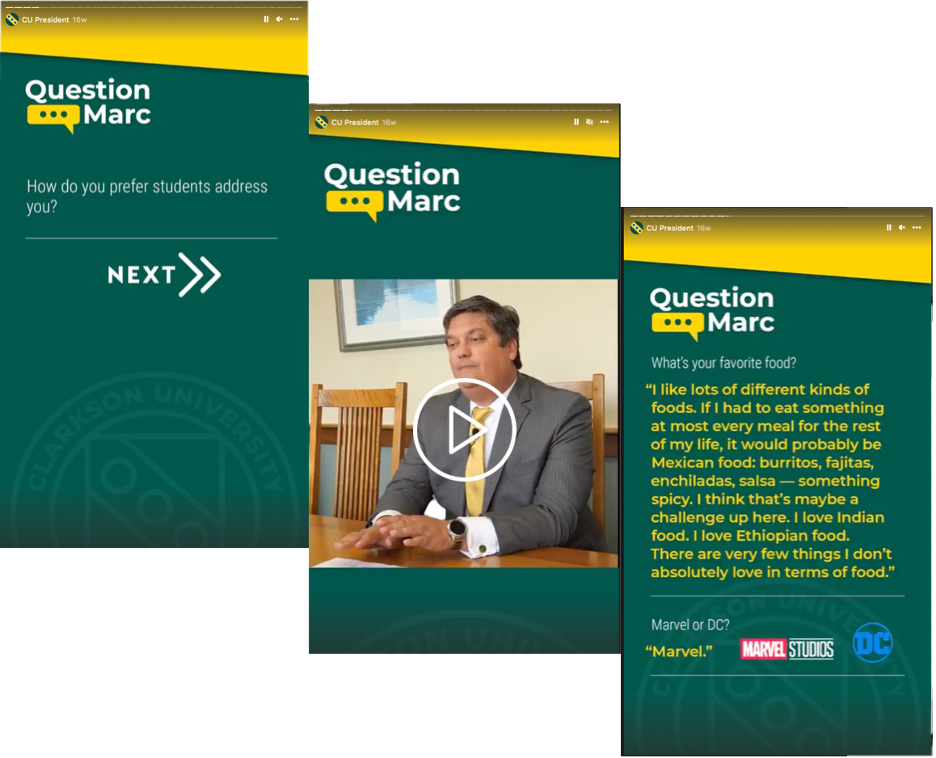 CU President 16w
Question
Marc
How do you prefer students address
you?
NEXT
CLARKSON UNIVERSITY
CU President 16w
Question
Marc
CU President 16w
Question
Marc
What's your favorite food?
“I like lots of different kinds of
foods. If I had to eat something
at most every meal for the rest
of my life, it would probably be
Mexican food: burritos, fajitas,
enchiladas, salsa — something
spicy. I think that's maybe a
challenge up here. I love Indian
food. I love Ethiopian food.
There are very few things I don't
absolutely love in terms of food.”
Marvel or DC?
“Marvel.” MARVEL STUDIOS DC